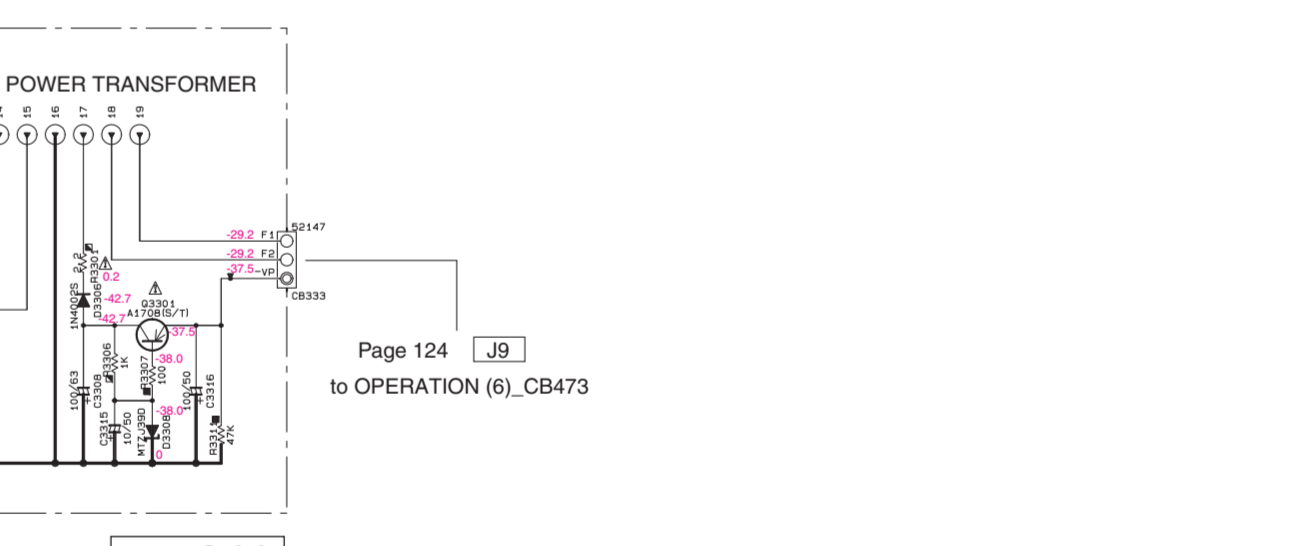 POWER TRANSFORMER
15
16
17
18
19
52147
-29.2 F1
-29.2 F2
-37.5 -VP
CB333
2.2
R3301
0.2
1N4002S
D3306
-42.7
-42.7
Q3301
A1708(S/T)
-37.5
R3306
1K
-38.0
R3307
100
100/63
C3308
100/50
C3316
C3315
10/50
-38.0
MTZJ39D
D3308
0
R3311
47K
Page 124 J9
to OPERATION (6)_CB473